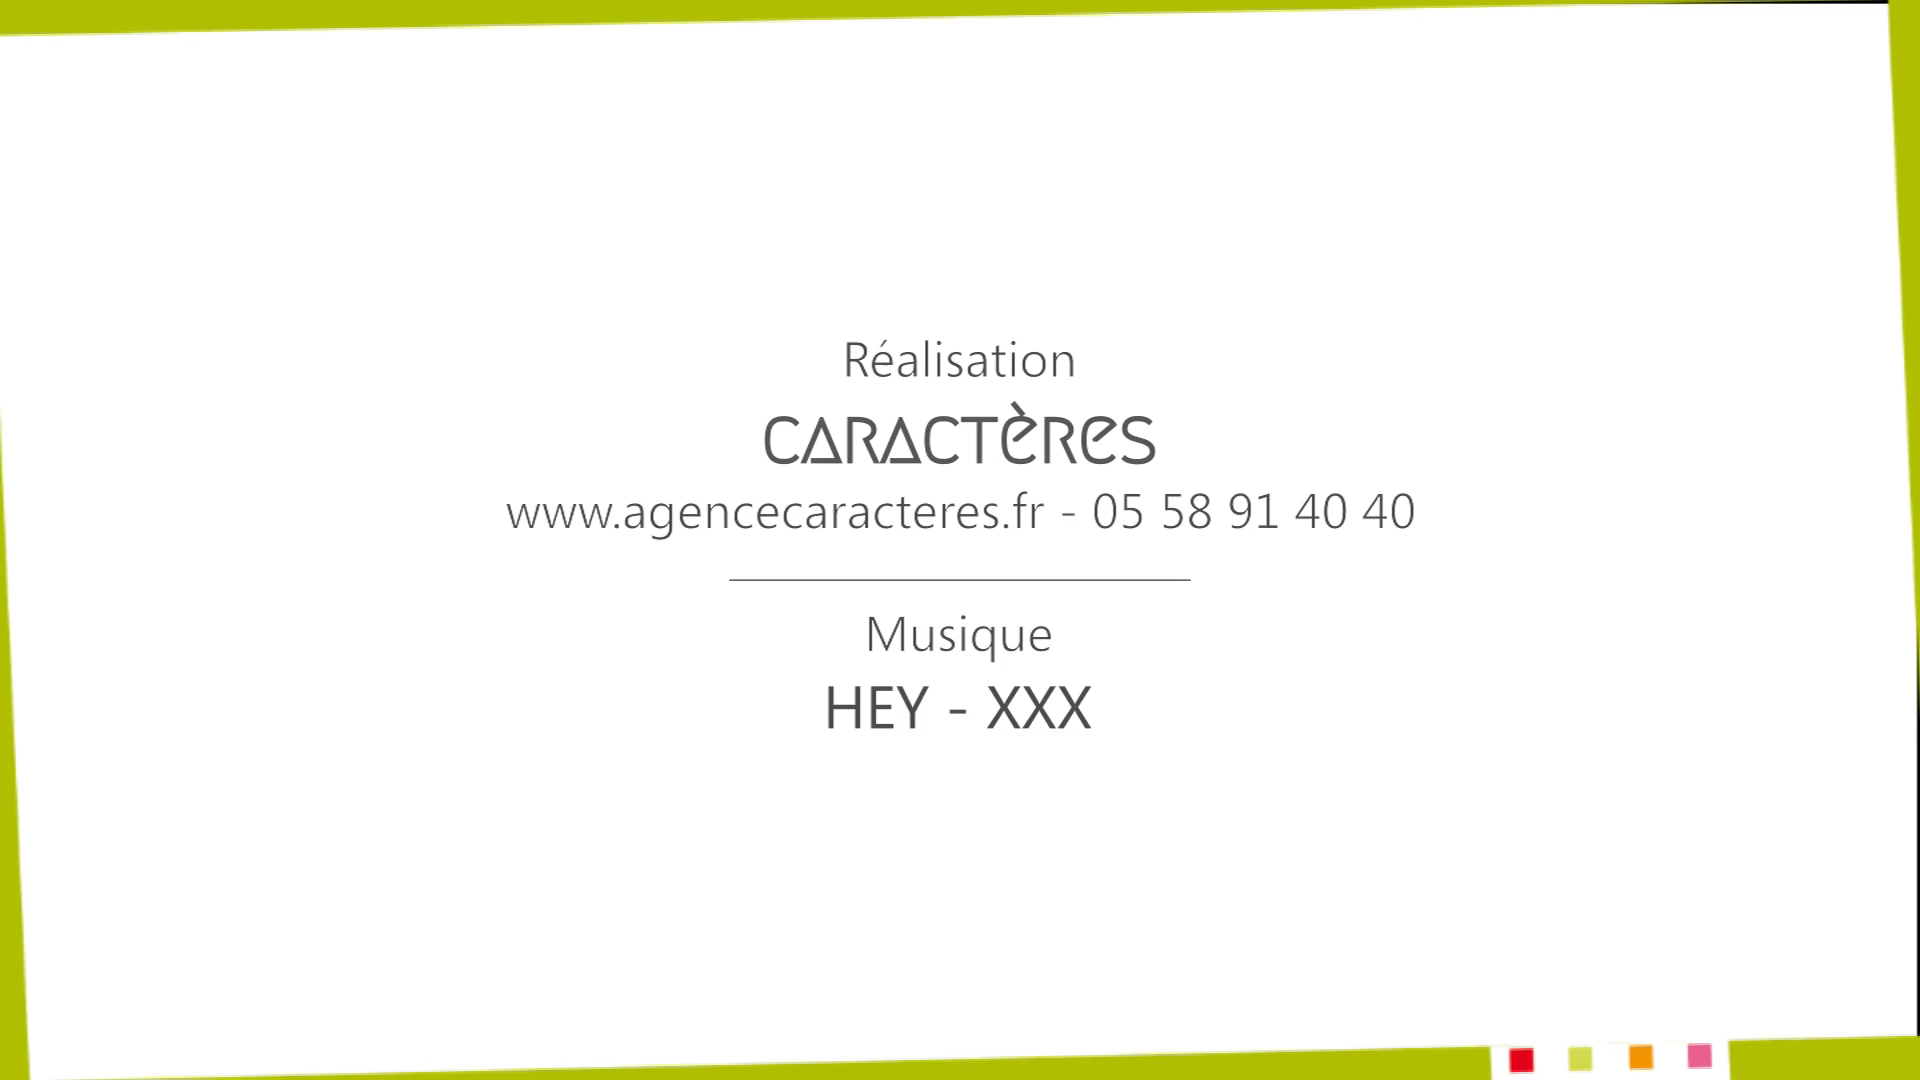 Réalisation
CARACTèRes
www.agencecaracteres.fr - 05 58 91 40 40
Musique
HEY - XXX